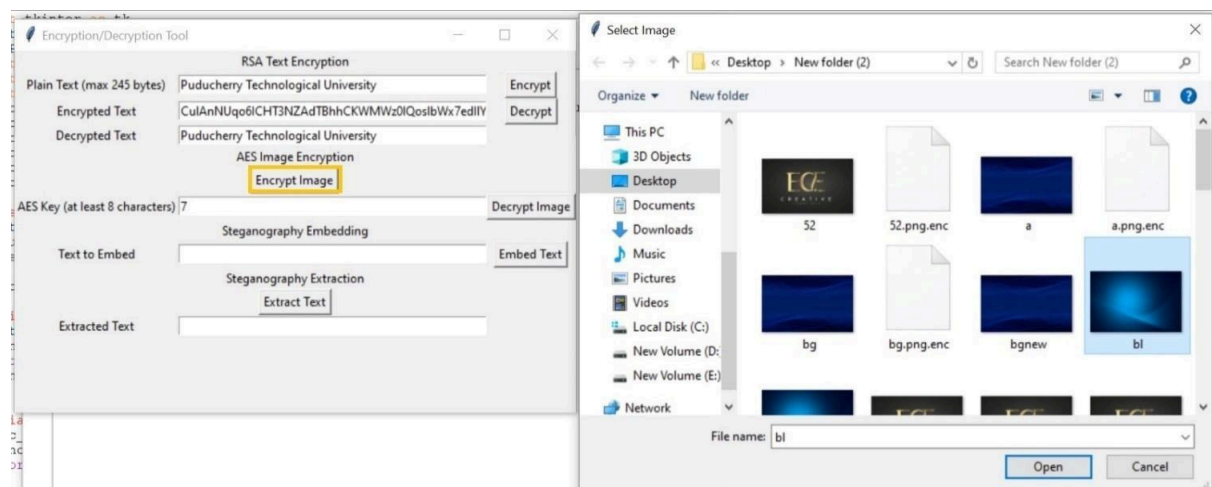 Encryption/Decryption Tool
RSA Text Encryption
Plain Text (max 245 bytes) Puducherry Technological University Encrypt
Encrypted Text CuIAnNUqo6ICHT3NZAdTBhhCKWMWz0IQosIbWx7edIIY Decrypt
Decrypted Text Puducherry Technological University
AES Image Encryption
Encrypt Image
AES Key (at least 8 characters) 7 Decrypt Image
Steganography Embedding
Text to Embed Embed Text
Steganography Extraction
Extract Text
Extracted Text
Select Image
« Desktop › New folder (2) Search New folder (2)
Organize New folder
This PC
3D Objects
Desktop
Documents
Downloads
Music
Pictures
Videos
Local Disk (C:)
New Volume (D:
New Volume (E:)
Network
ECE
CREATIVE
52 52.png.enc a a.png.enc
bg bg.png.enc bgnew bl
File name: bl
Open Cancel